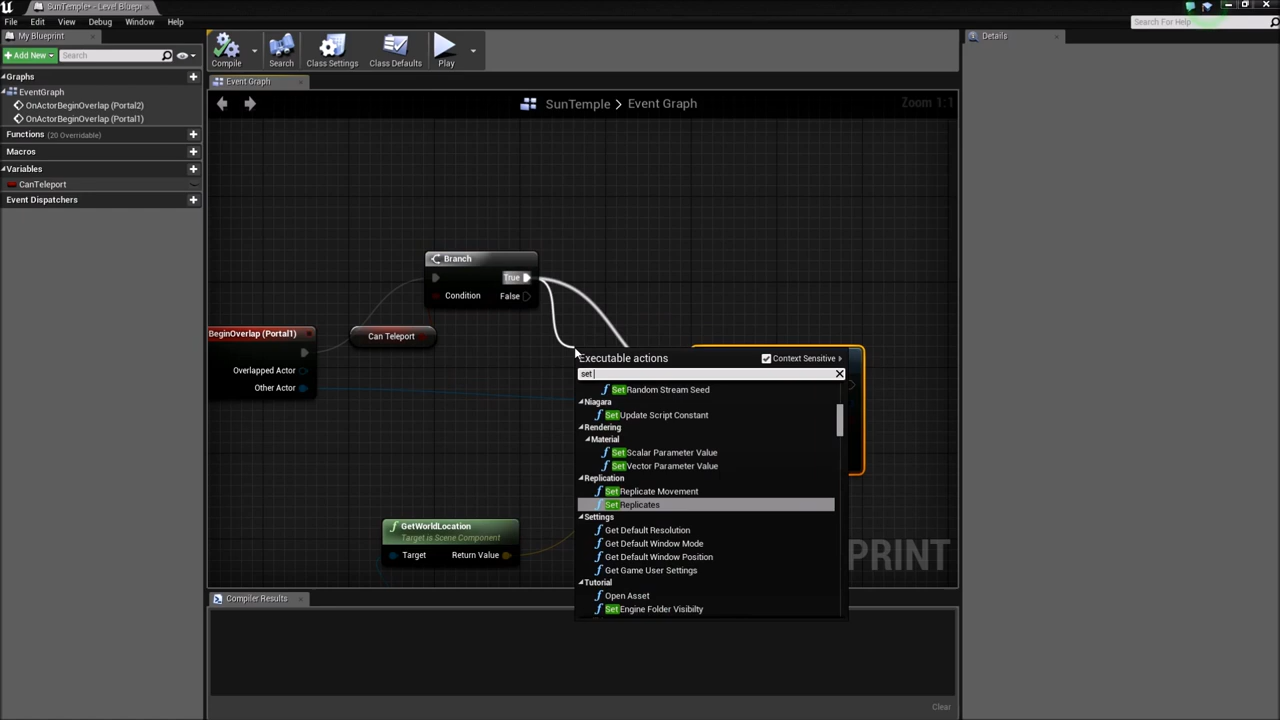 SunTemple* - Level Bluepr
File Edit View Debug Window Help
Search For Help
My Blueprint
Details
Add New
Search
Compile
Search
Class Settings
Class Defaults
Play
Graphs
EventGraph
OnActorBeginOverlap (Portal2)
OnActorBeginOverlap (Portal1)
Functions (20 Overridable)
Macros
Variables
CanTeleport
Event Dispatchers
Event Graph
SunTemple > Event Graph
Zoom 1:1
Branch
True
Condition
False
BeginOverlap (Portal1)
Overlapped Actor
Other Actor
Can Teleport
GetWorldLocation
Target is Scene Component
Target
Return Value
Executable actions
Context Sensitive
set
Set Random Stream Seed
Niagara
Set Update Script Constant
Rendering
Material
Set Scalar Parameter Value
Set Vector Parameter Value
Replication
Set Replicate Movement
Set Replicates
Settings
Get Default Resolution
Get Default Window Mode
Get Default Window Position
Get Game User Settings
Tutorial
Open Asset
Set Engine Folder Visibilty
PRINT
Compiler Results
Clear